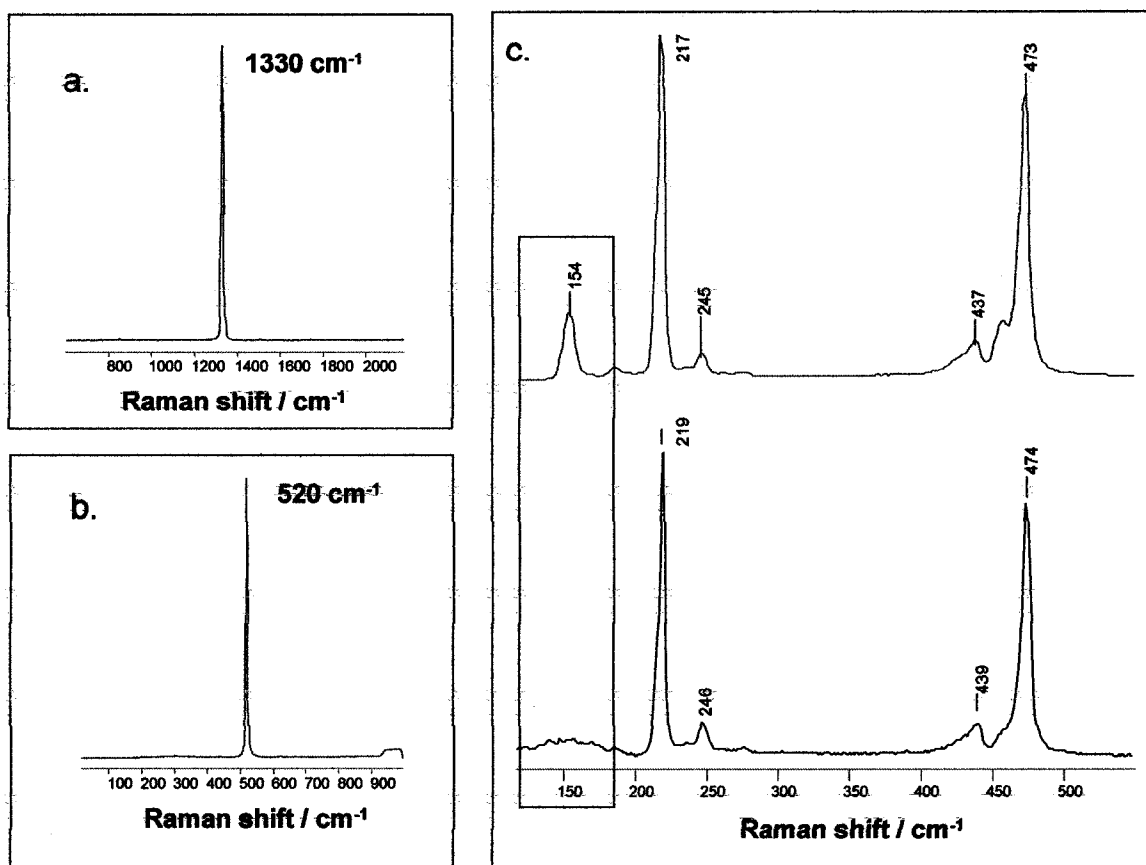 a.
1330 cm-1
800 1000 1200 1400 1600 1800 2000
Raman shift / cm-1
b.
520 cm-1
100 200 300 400 500 600 700 800 900
Raman shift / cm-1
c.
217
473
154
245
437
219
474
246
439
150 200 250 300 350 400 450 500
Raman shift / cm-1